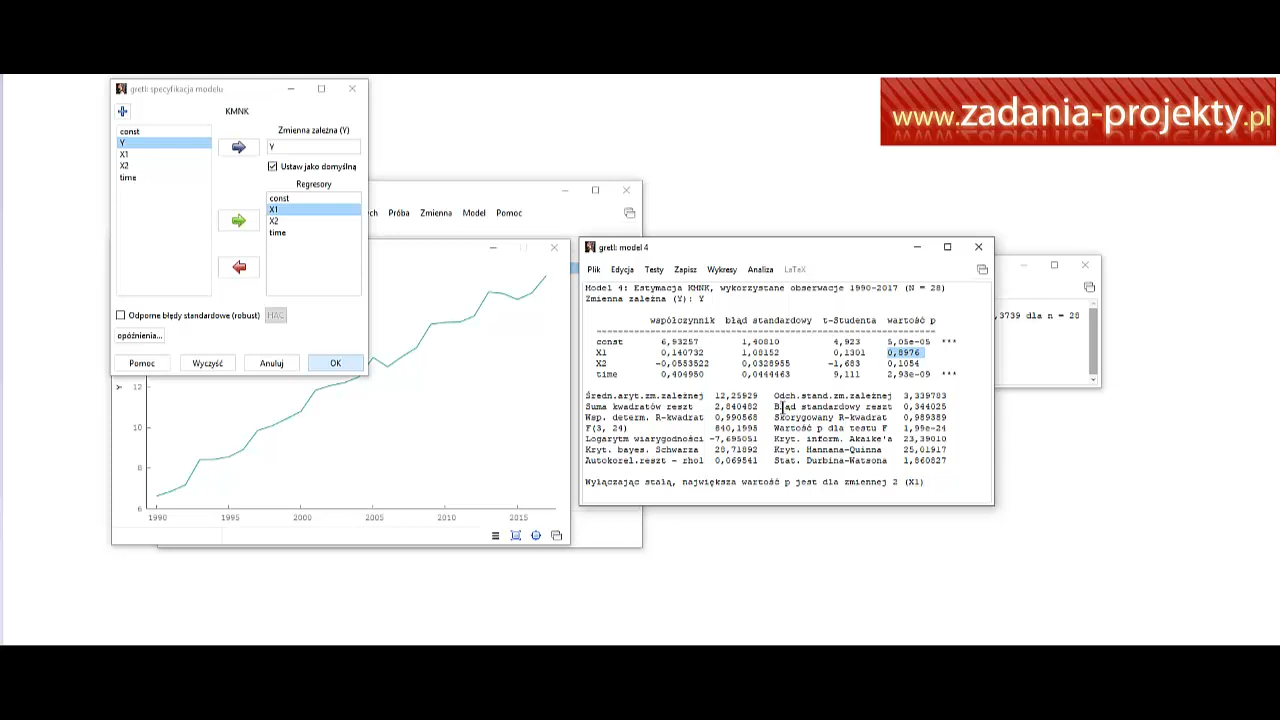 www.zadania-projekty.pl
gretl: specyfikacja modelu
KMNK
const
Y
X1
X2
time
Zmienna zależna (Y)
Y
Ustaw jako domyślną
Regresory
const
X1
X2
time
Odporne błędy standardowe (robust)
HAC
opóźnienia...
Pomoc
Wyczyść
Anuluj
OK
Próba
Zmienna
Model
Pomoc
Y
12
10
8
6
1990
1995
2000
2005
2010
2015
gretl: model 4
Plik Edycja Testy Zapisz Wykresy Analiza LaTeX
Model 4: Estymacja KMNK, wykorzystane obserwacje 1990-2017 (N = 28)
Zmienna zależna (Y): Y
współczynnik błąd standardowy t-Studenta wartość p
const 6,93257 1,40810 4,923 5,05e-05 ***
X1 0,140732 1,08152 0,1301 0,8976
X2 -0,0553522 0,0328955 -1,683 0,1054
time 0,404950 0,0444463 9,111 2,93e-09 ***
Średn.aryt.zm.zależnej 12,25929 Odch.stand.zm.zależnej 3,339783
Suma kwadratów reszt 2,840482 Błąd standardowy reszt 0,344025
Wsp. determ. R-kwadrat 0,990568 Skorygowany R-kwadrat 0,989389
F(3, 24) 840,1998 Wartość p dla testu F 1,99e-24
Logarytm wiarygodności -7,695051 Kryt. inform. Akaike'a 23,39010
Kryt. bayes. Schwarza 28,71892 Kryt. Hannana-Quinna 25,01917
Autokorel.reszt - rho1 0,069541 Stat. Durbina-Watsona 1,860827
Wyłączając stałą, największa wartość p jest dla zmiennej 2 (X1)
,3739 dla n = 28